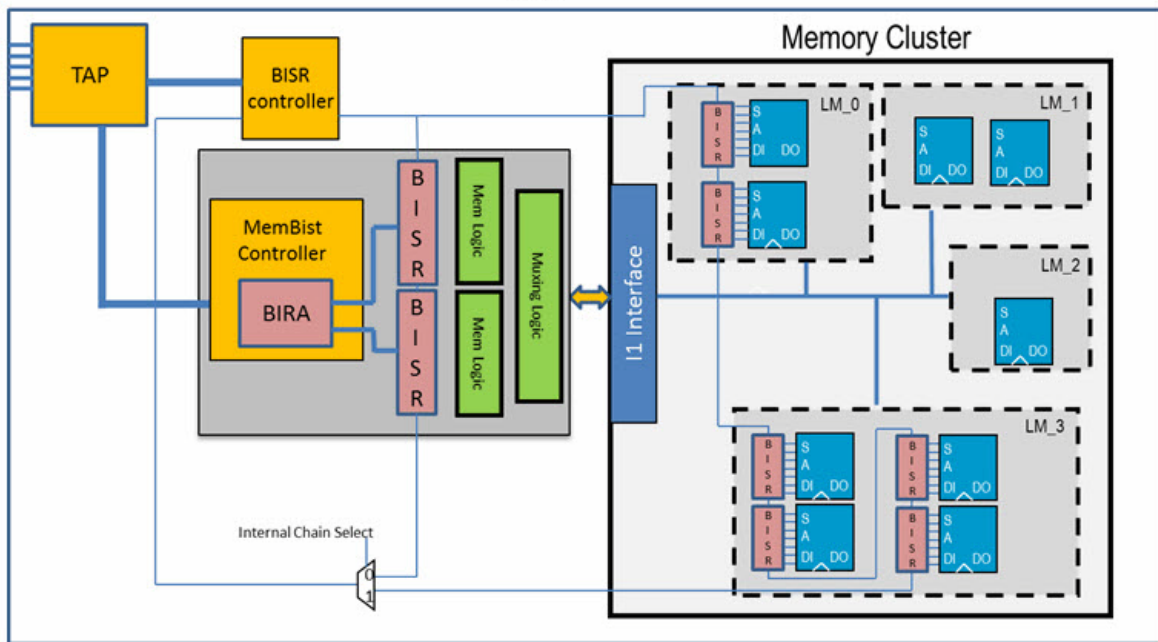 Memory Cluster
TAP
BISR
controller
MemBist
Controller
BIRA
B
I
S
R
B
I
S
R
Mem Logic
Mem Logic
Muxing Logic
I1 Interface
LM_0
B
I
S
R
S
A
DI DO
B
I
S
R
S
A
DI DO
LM_1
S
A
DI DO
S
A
DI DO
LM_2
S
A
DI DO
LM_3
B
I
S
R
S
A
DI DO
B
I
S
R
S
A
DI DO
B
I
S
R
S
A
DI DO
B
I
S
R
S
A
DI DO
Internal Chain Select
0
1